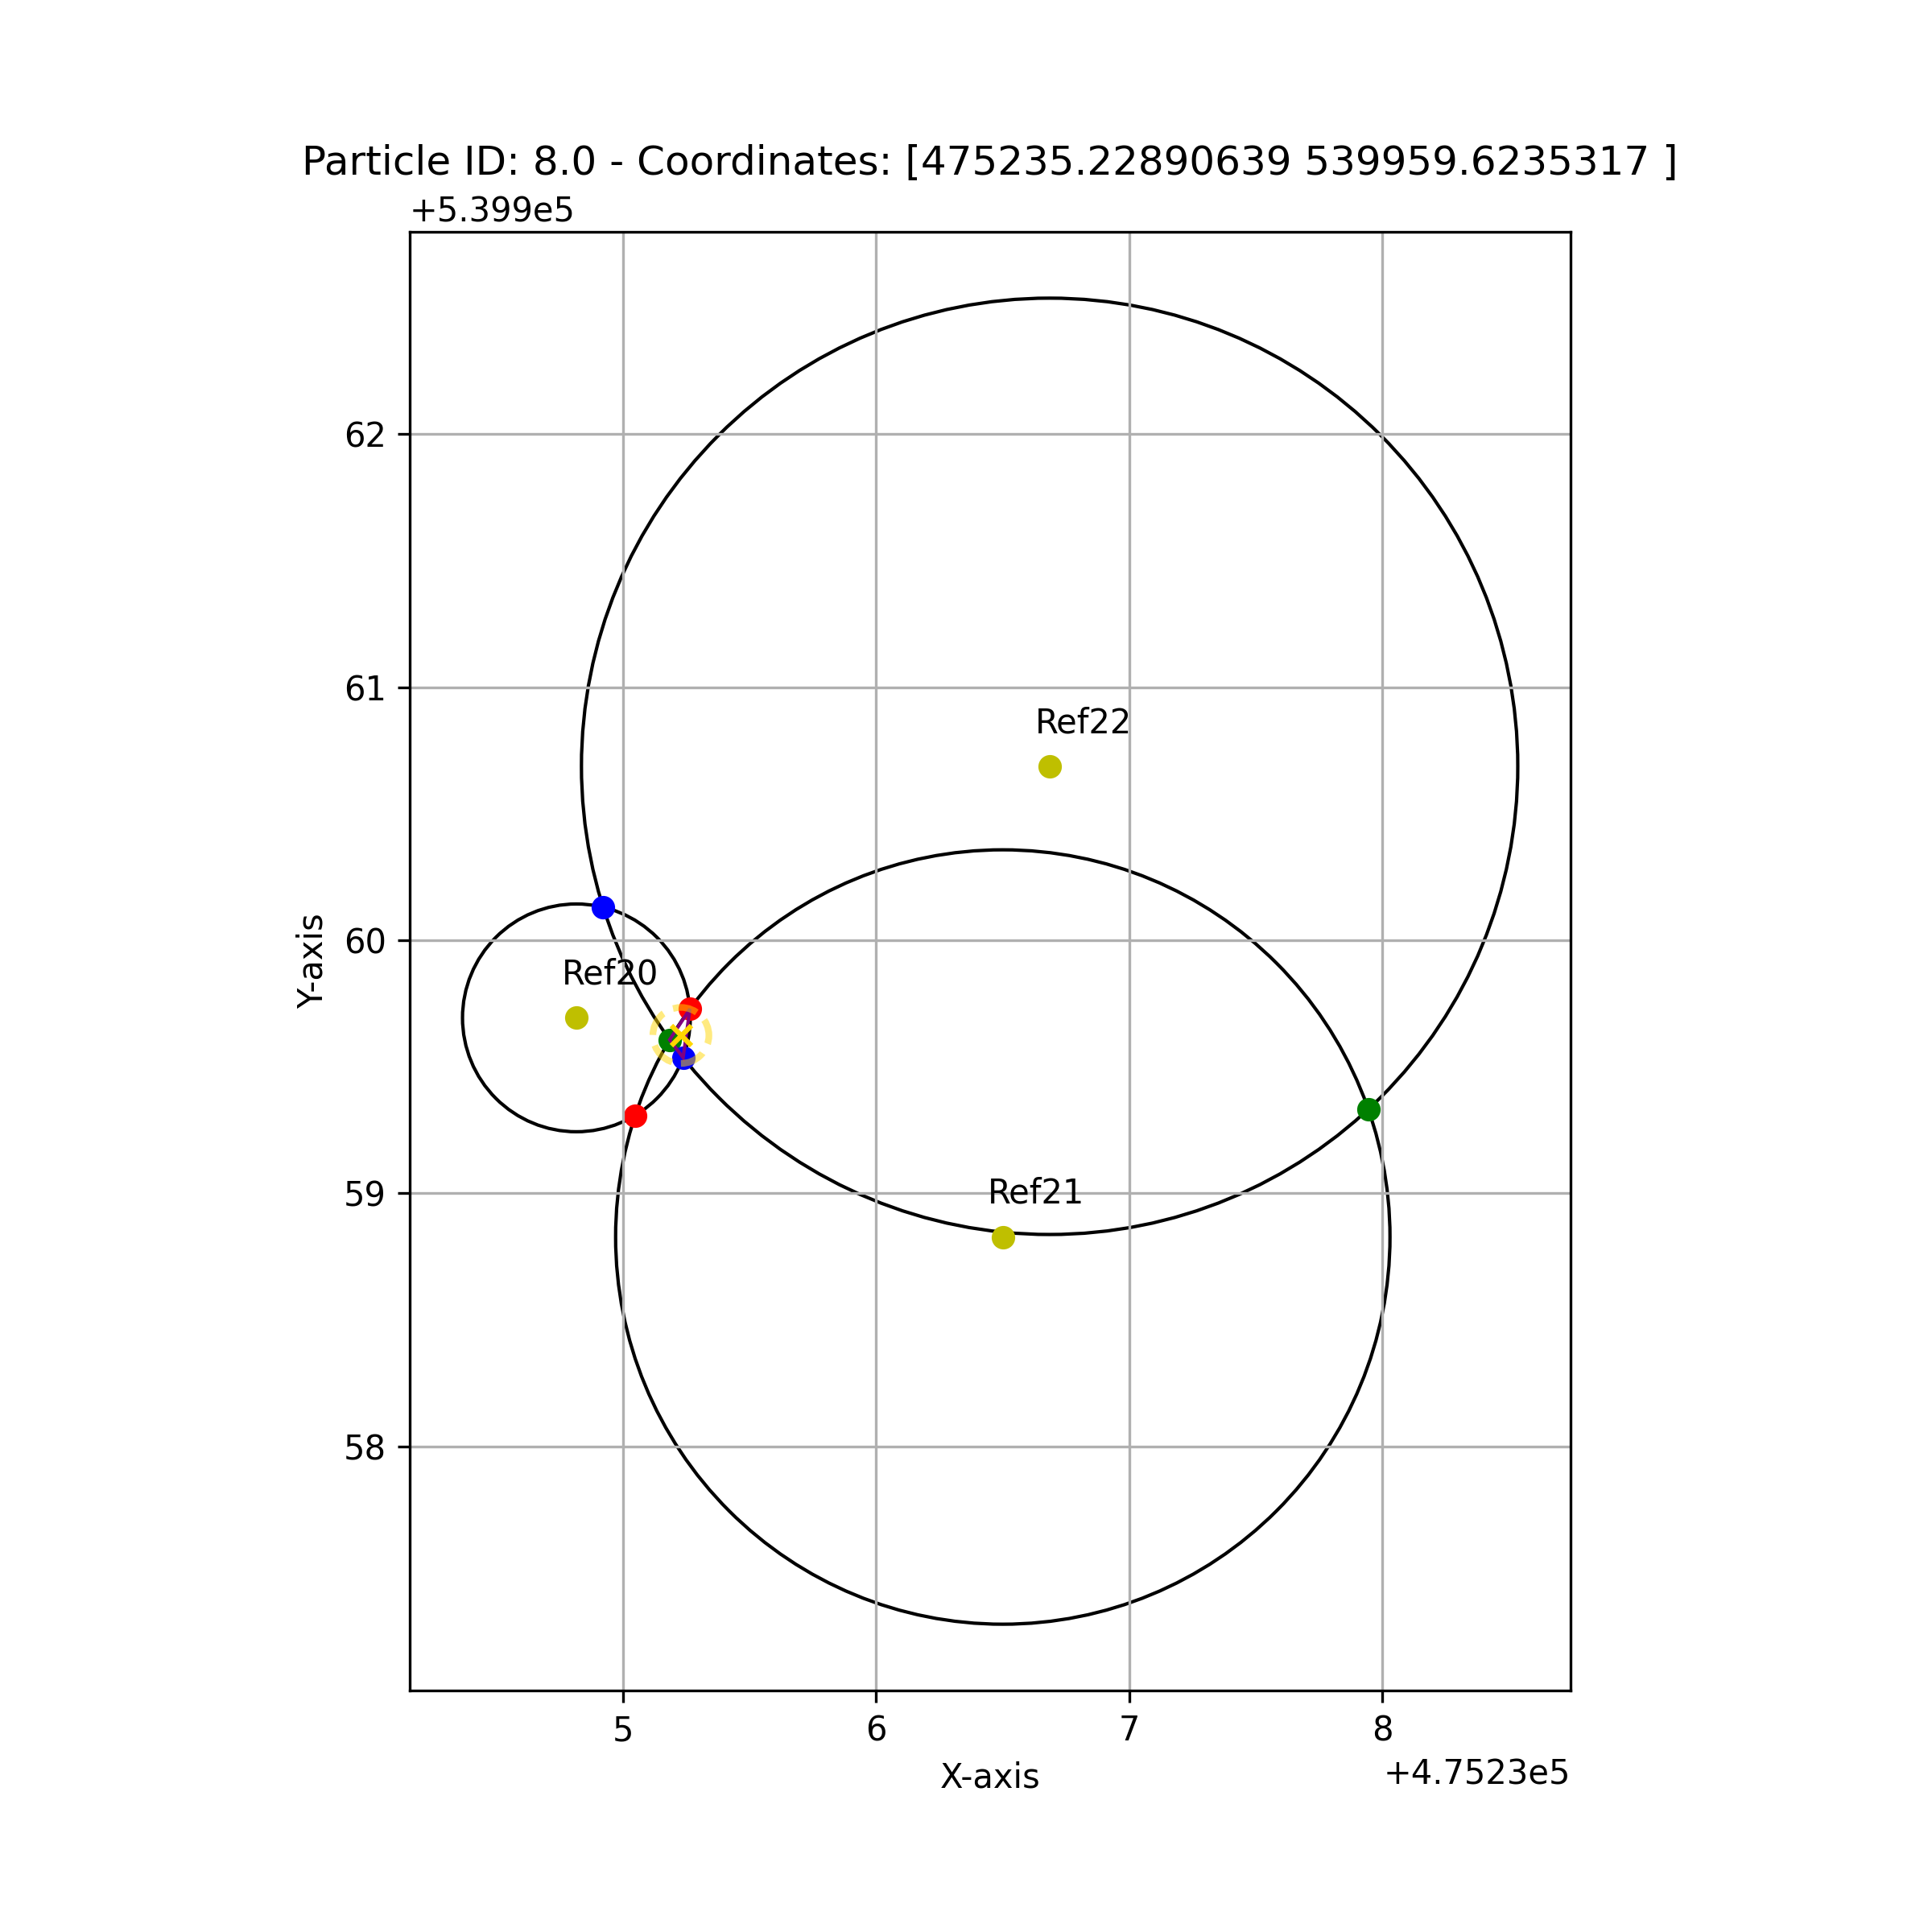 Particle ID: 8.0 - Coordinates: [475235.22890639 539959.6235317 ]
+5.399e5
62
61
Ref22
60
Ref20
Y-axis
59
Ref21
58
5 6 7 8
X-axis
+4.7523e5